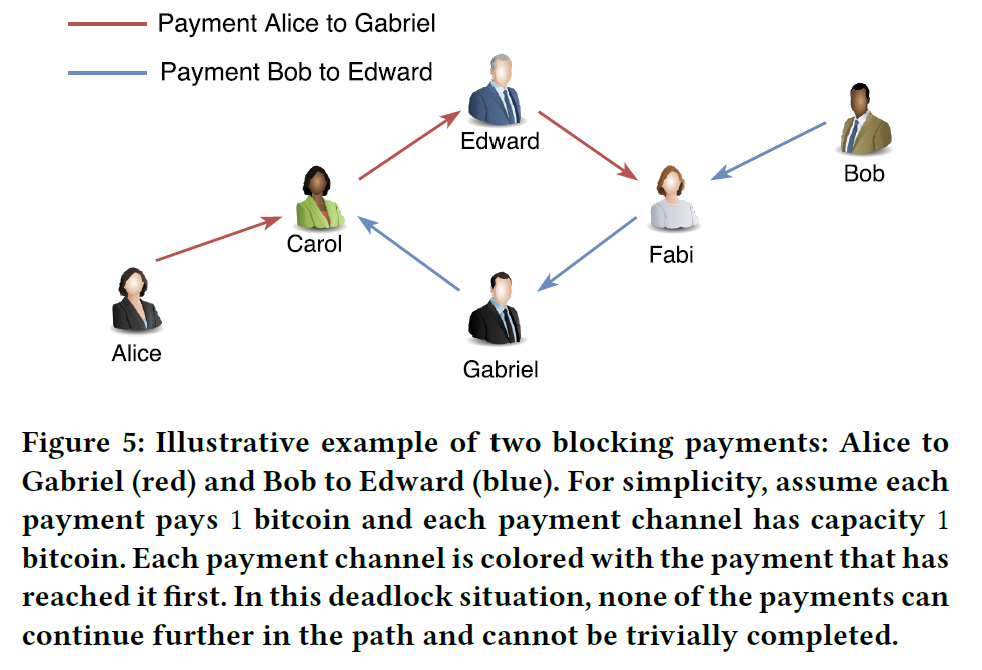 Payment Alice to Gabriel
Payment Bob to Edward
Edward
Bob
Carol
Fabi
Alice
Gabriel
Figure 5: Illustrative example of two blocking payments: Alice to
Gabriel (red) and Bob to Edward (blue). For simplicity, assume each
payment pays 1 bitcoin and each payment channel has capacity 1
bitcoin. Each payment channel is colored with the payment that has
reached it first. In this deadlock situation, none of the payments can
continue further in the path and cannot be trivially completed.